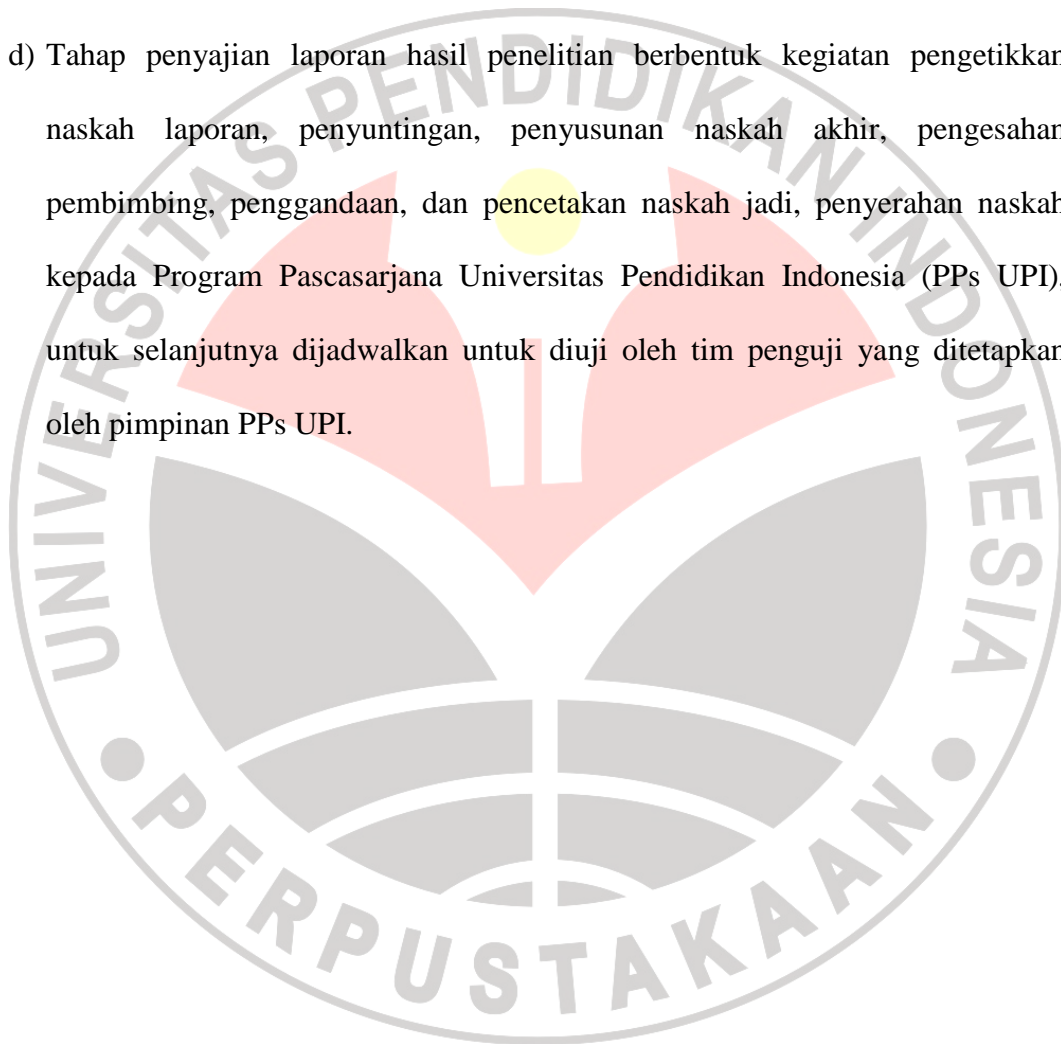 d) Tahap penyajian laporan hasil penelitian berbentuk kegiatan pengetikkan
naskah laporan, penyuntingan, penyusunan naskah akhir, pengesahan
pembimbing, penggandaan, dan pencetakan naskah jadi, penyerahan naskah
kepada Program Pascasarjana Universitas Pendidikan Indonesia (PPs UPI),
untuk selanjutnya dijadwalkan untuk diuji oleh tim penguji yang ditetapkan
oleh pimpinan PPs UPI.
UNIVERSITAS PENDIDIKAN INDONESIA
PERPUSTAKAAN